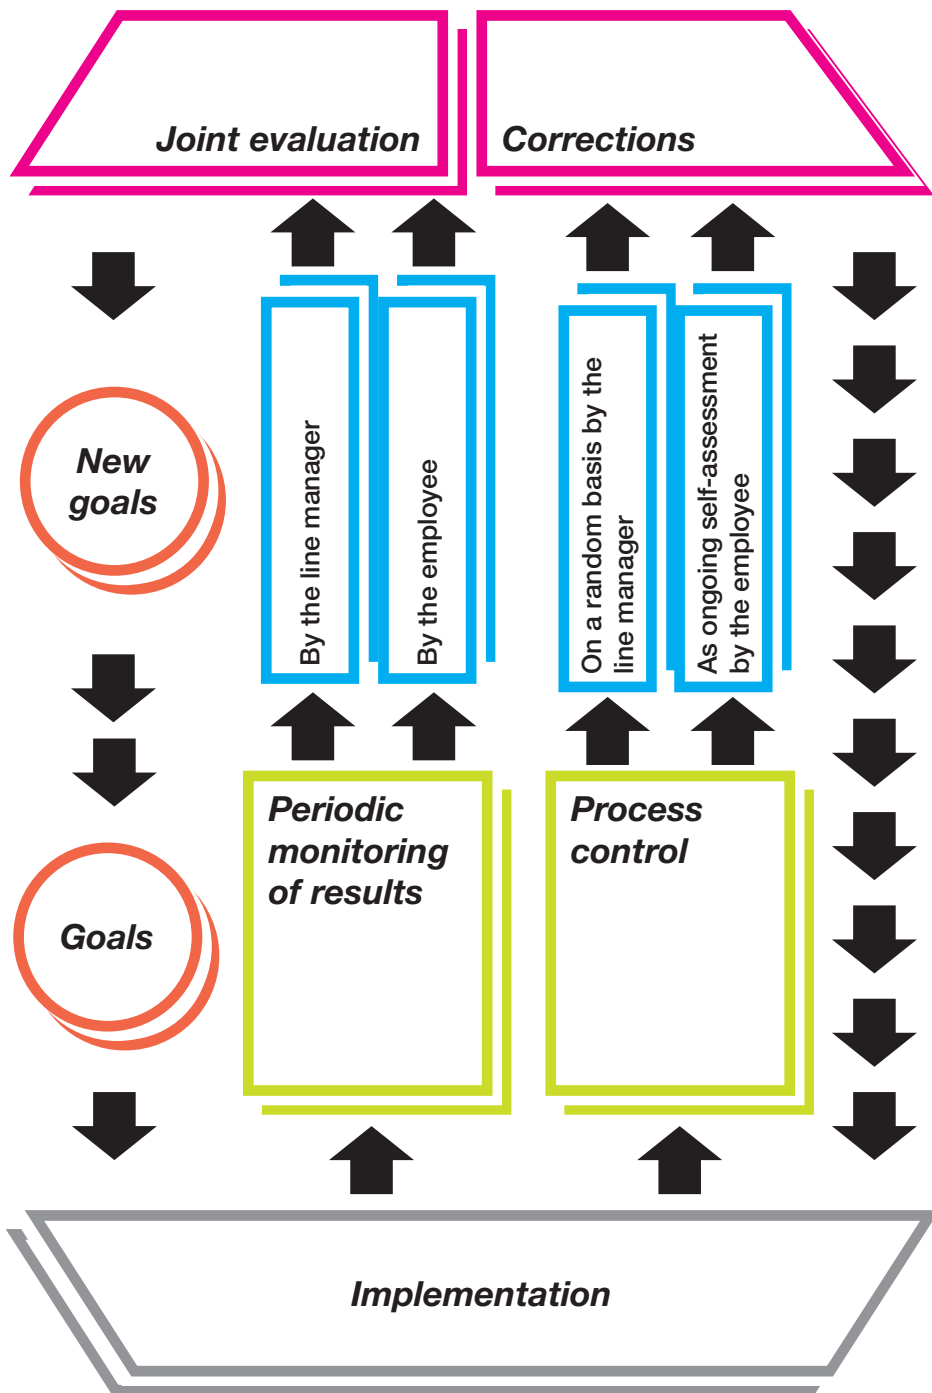 Joint evaluation
Corrections
New
goals
By the line manager
By the employee
On a random basis by the
line manager
As ongoing self-assessment
by the employee
Periodic
monitoring
of results
Process
control
Goals
Implementation